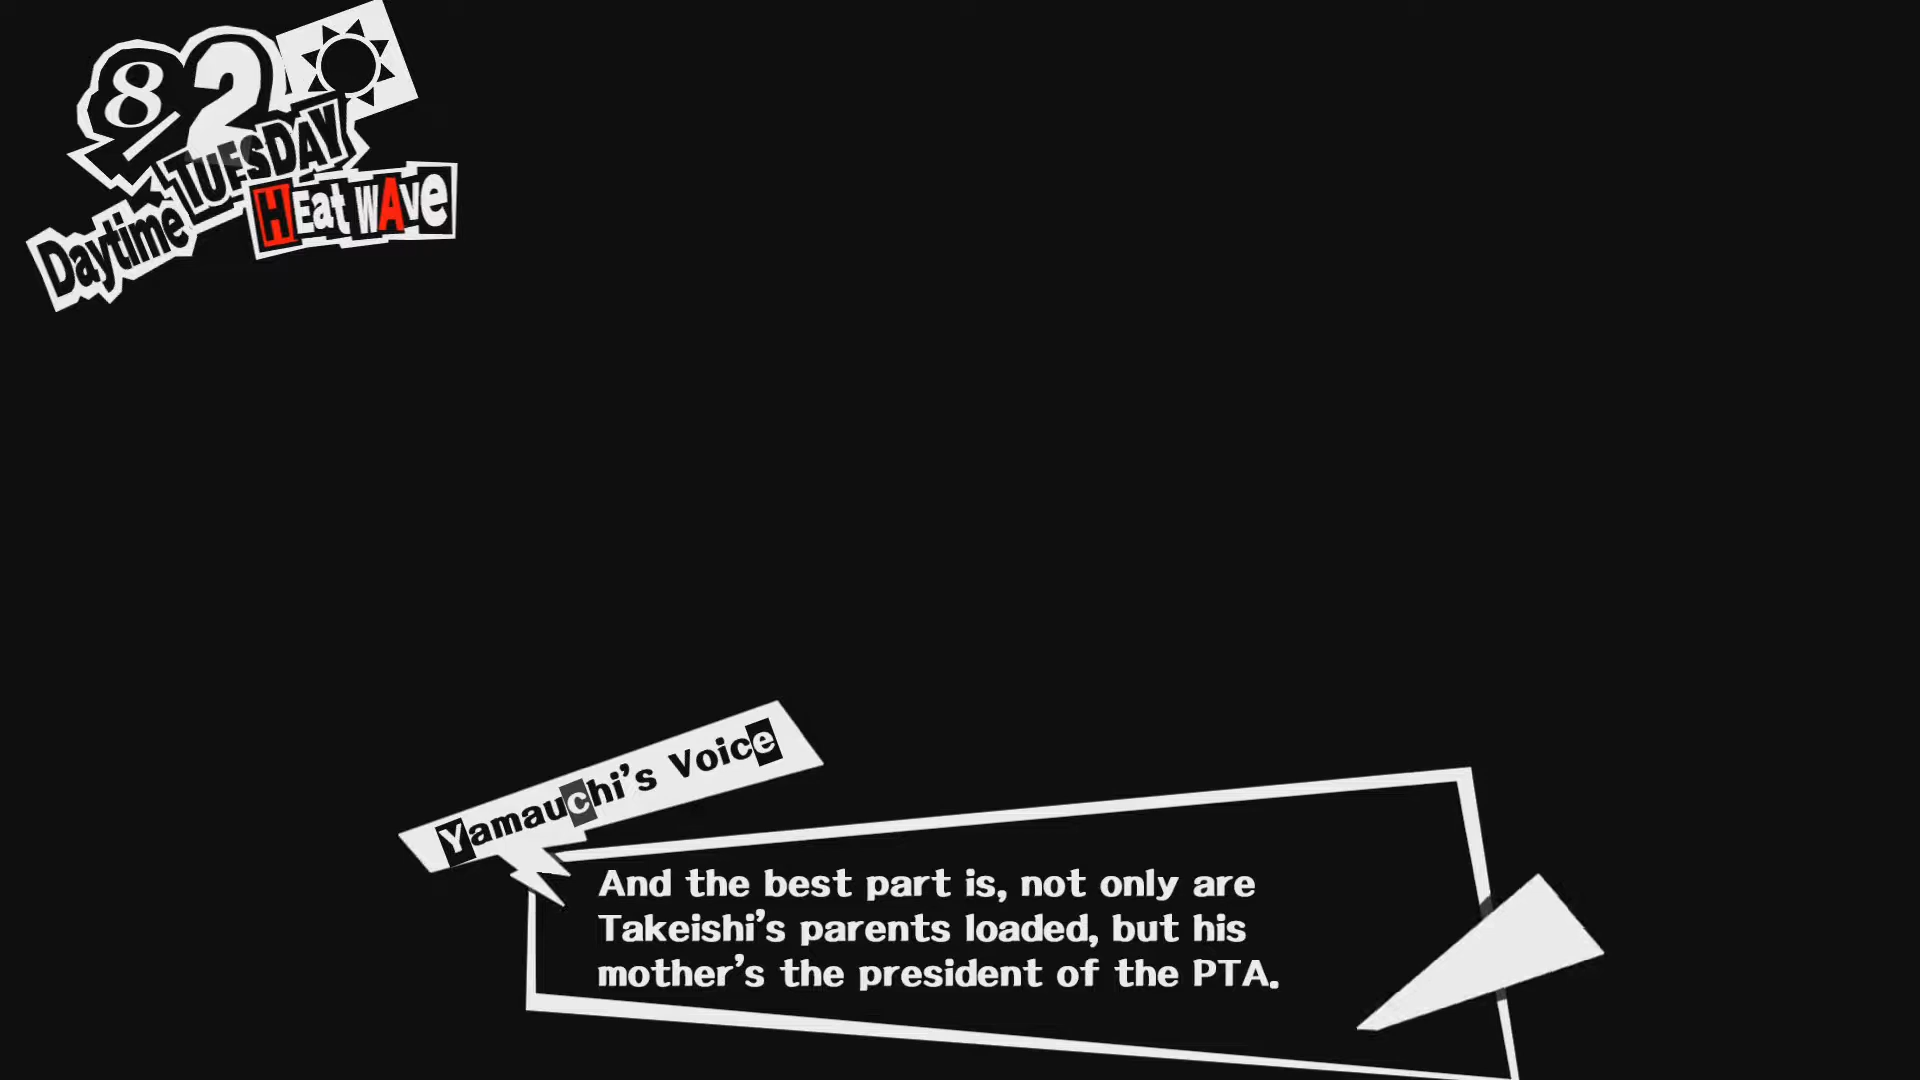 8/2
TUESDAY
Daytime
HEat wAve
Yamauchi's Voice
And the best part is, not only are
Takeishi's parents loaded, but his
mother's the president of the PTA.